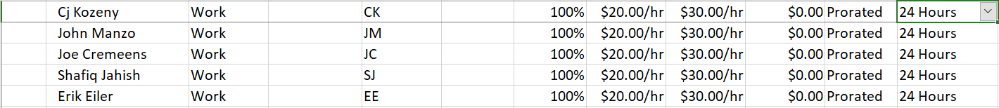 Cj Kozeny Work CK 100% $20.00/hr $30.00/hr $0.00 Prorated 24 Hours
John Manzo Work JM 100% $20.00/hr $30.00/hr $0.00 Prorated 24 Hours
Joe Cremeens Work JC 100% $20.00/hr $30.00/hr $0.00 Prorated 24 Hours
Shafiq Jahish Work SJ 100% $20.00/hr $30.00/hr $0.00 Prorated 24 Hours
Erik Eiler Work EE 100% $20.00/hr $30.00/hr $0.00 Prorated 24 Hours